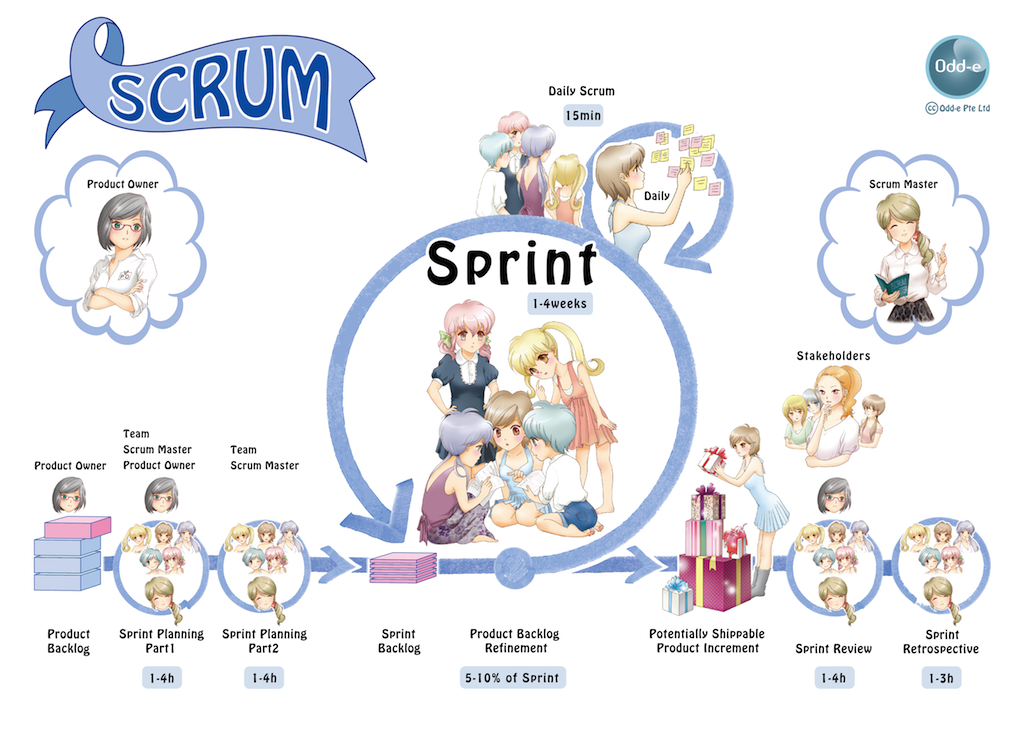 SCRUM
Odd-e
(cc) Odd-e Pte Ltd
Daily Scrum
15min
Daily
Product Owner
Scrum Master
Sprint
1-4weeks
Stakeholders
Product Owner
Team
Scrum Master
Product Owner
Team
Scrum Master
Product
Backlog
Sprint Planning
Part1
1-4h
Sprint Planning
Part2
1-4h
Sprint
Backlog
Product Backlog
Refinement
5-10% of Sprint
Potentially Shippable
Product Increment
Sprint Review
1-4h
Sprint
Retrospective
1-3h